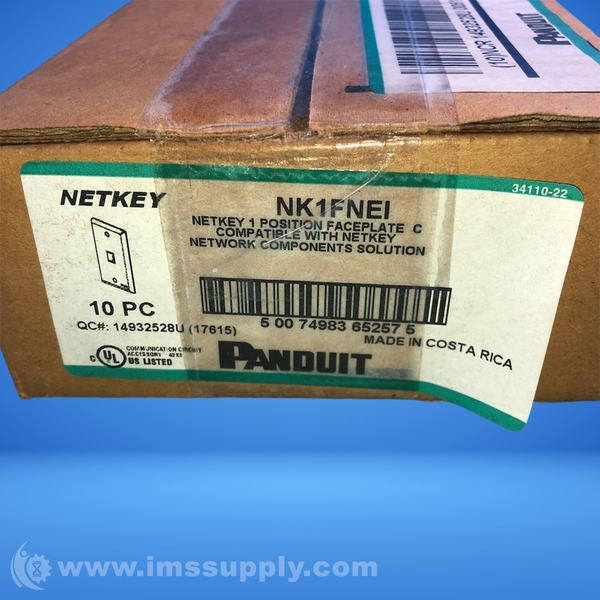 PANDUIT
34110-22
NETKEY
NK1FNEI
NETKEY 1 POSITION FACEPLATE C
COMPATIBLE WITH NETKEY
NETWORK COMPONENTS SOLUTION
10 PC
QC#: 14932528U (17615)
5 00 74983 65257 5
MADE IN COSTA RICA
COMMUNICATION CIRCUIT
ACCESSORY
C UL US LISTED
PANDUIT
www.imssupply.com